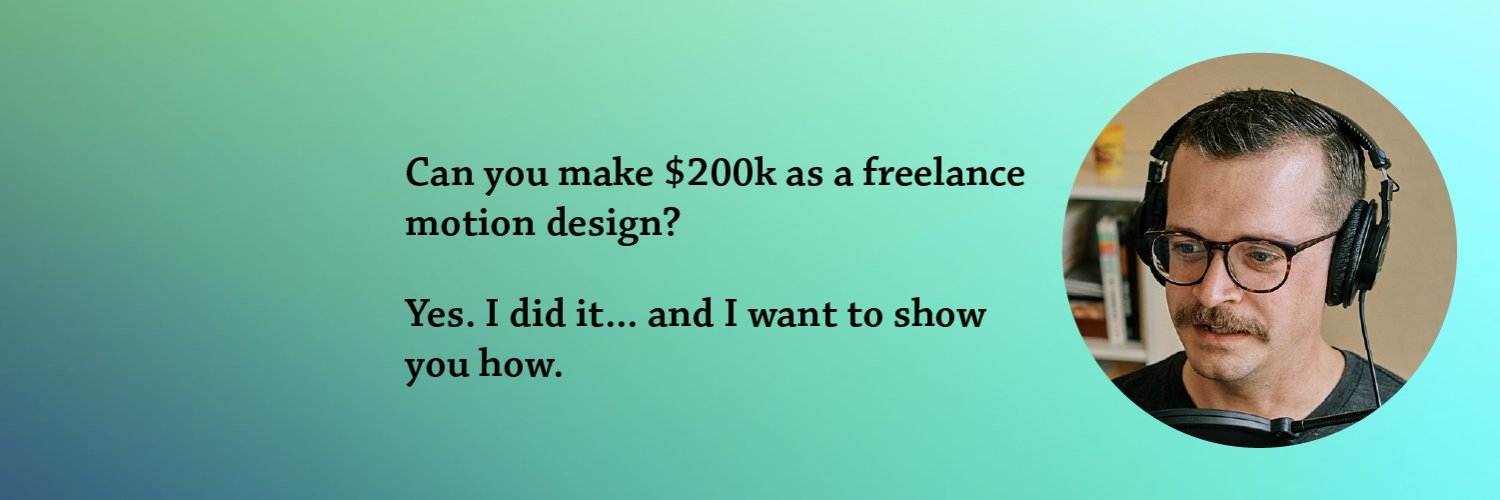 Can you make $200k as a freelance
motion design?
Yes. I did it... and I want to show
you how.